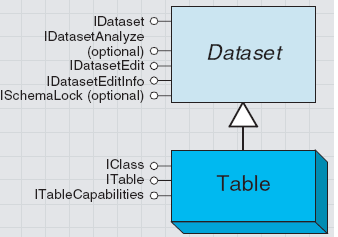 IDataset
IDatasetAnalyze
(optional)
IDatasetEdit
IDatasetEditInfo
ISchemaLock (optional)
Dataset
IClass
ITable
ITableCapabilities
Table